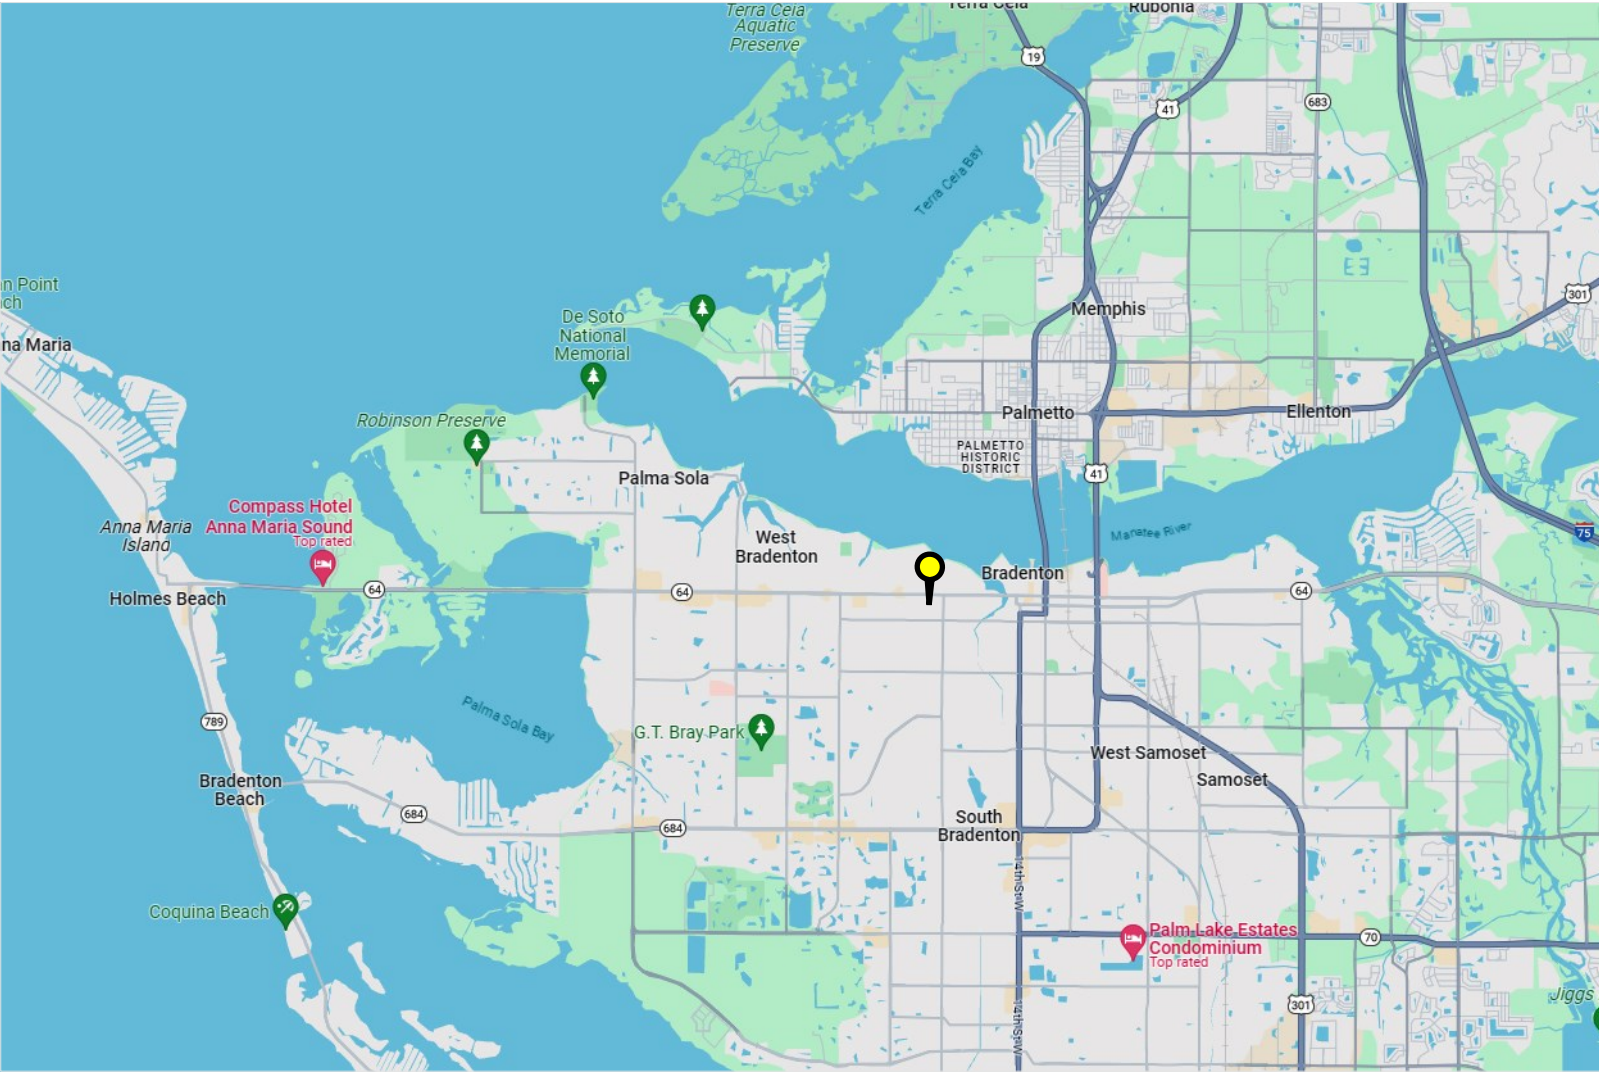 Terra Ceia
Aquatic
Preserve
Terra Ceia
Rubonia
19
41
683
Terra Ceia Bay
n Point
ch
na Maria
De Soto
National
Memorial
Memphis
301
Robinson Preserve
Palmetto
Ellenton
PALMETTO
HISTORIC
DISTRICT
Palma Sola
41
Compass Hotel
Anna Maria Sound
Top rated
Anna Maria
Island
Manatee River
75
West
Bradenton
Bradenton
Holmes Beach
64
64
64
789
Palma Sola Bay
G.T. Bray Park
West Samoset
Samoset
Bradenton
Beach
684
684
South
Bradenton
14th St W
Coquina Beach
Palm Lake Estates
Condominium
Top rated
70
Jiggs
301
14th St W